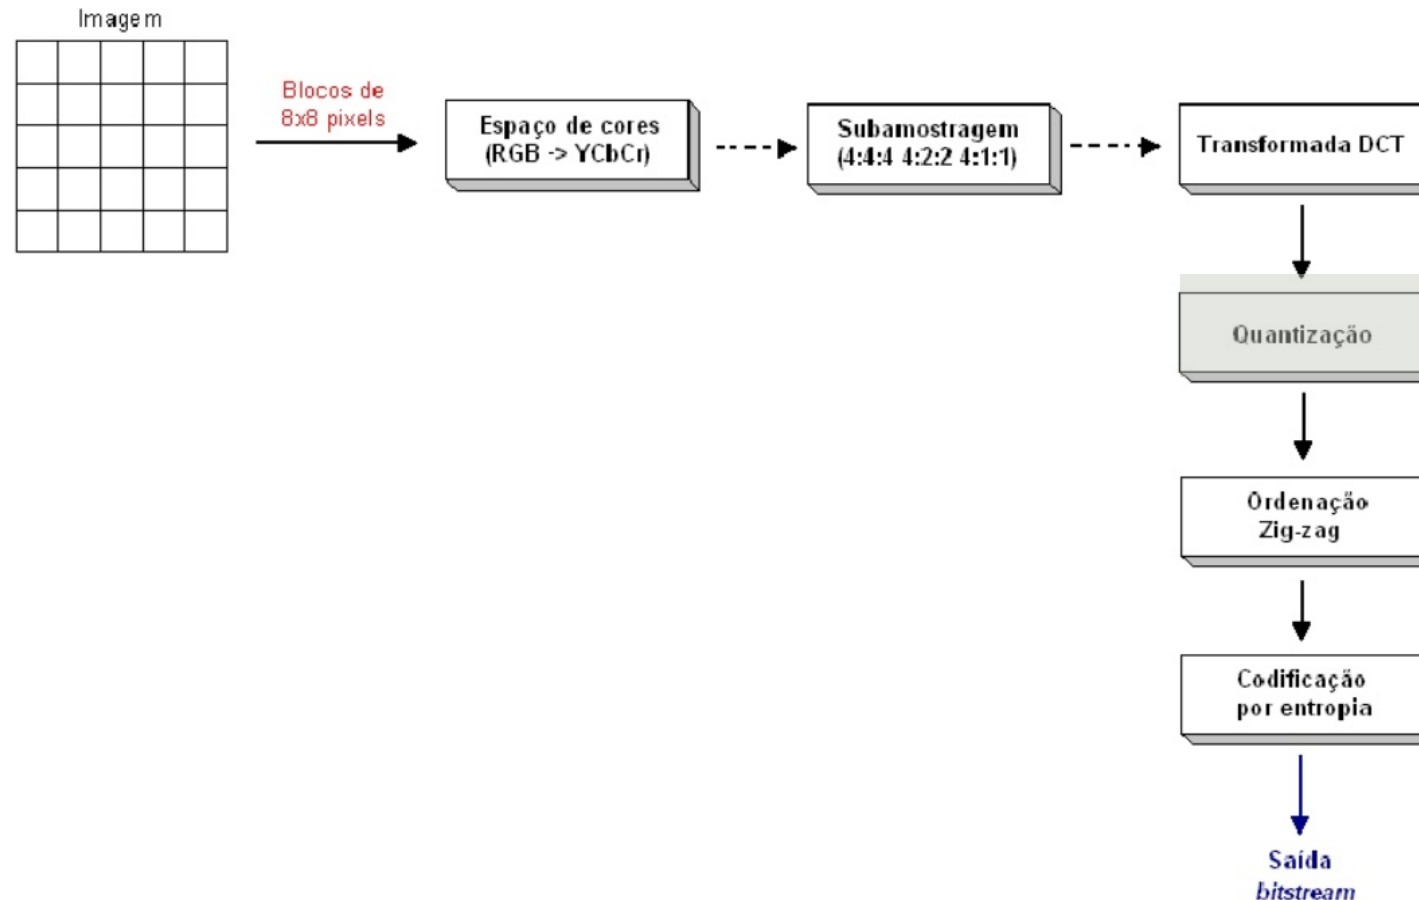 Imagem
Blocos de
8x8 pixels
Espaço de cores
(RGB -> YCbCr)
Subamostragem
(4:4:4 4:2:2 4:1:1)
Transformada DCT
Quantização
Ordenação
Zig-zag
Codificação
por entropia
Saída
bitstream